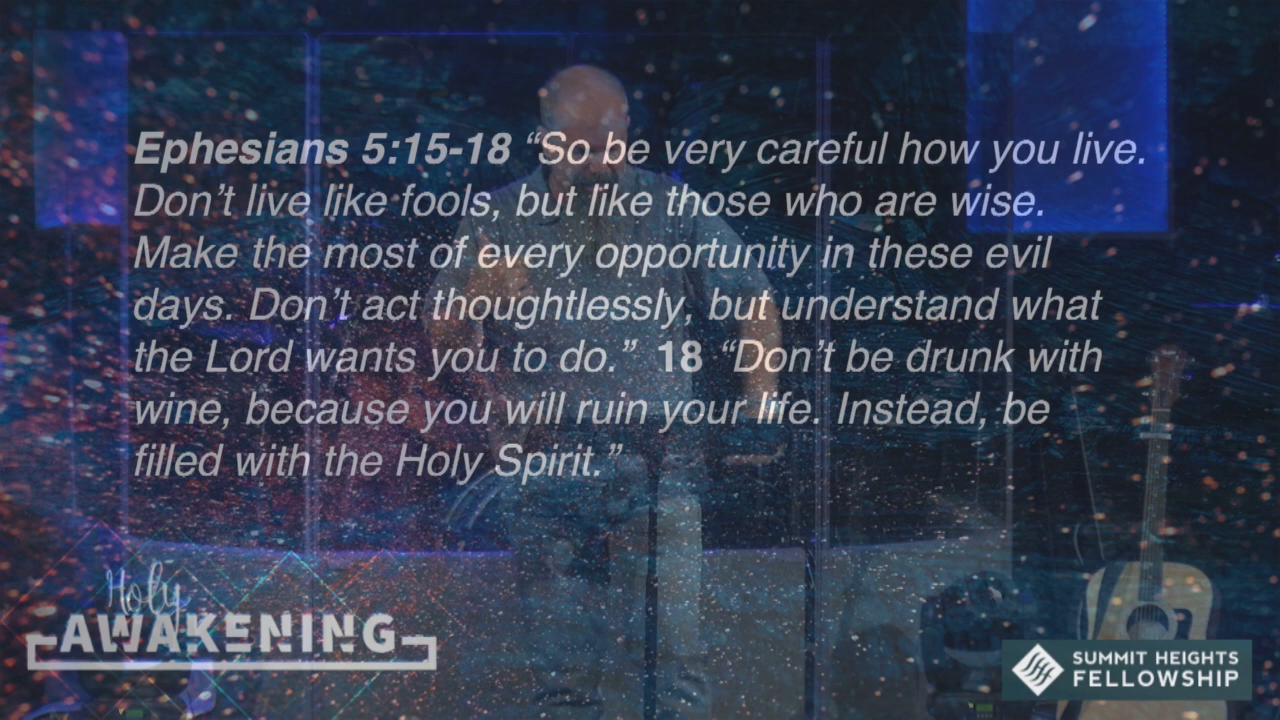 Ephesians 5:15-18 “So be very careful how you live.
Don’t live like fools, but like those who are wise.
Make the most of every opportunity in these evil
days. Don’t act thoughtlessly, but understand what
the Lord wants you to do.” 18 “Don’t be drunk with
wine, because you will ruin your life. Instead, be
filled with the Holy Spirit.”
Holy
AWAKENING
SUMMIT HEIGHTS
FELLOWSHIP